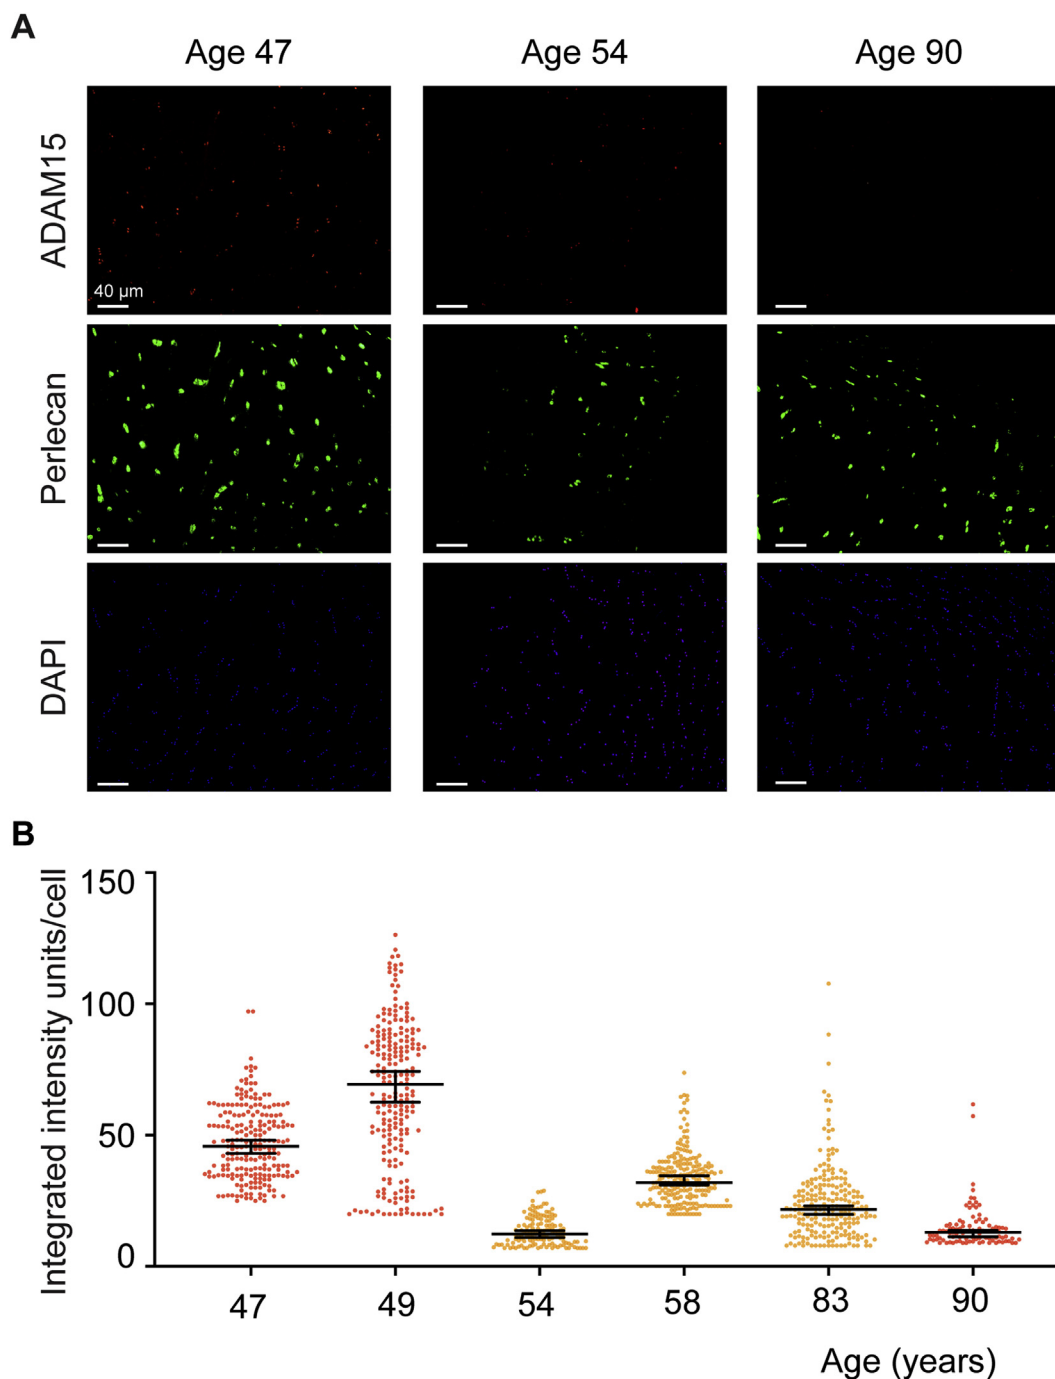 A
Age 47 Age 54 Age 90
ADAM15
40 µm
Perlecan
DAPI
B
Integrated intensity units/cell
150
100
50
0
47 49 54 58 83 90
Age (years)